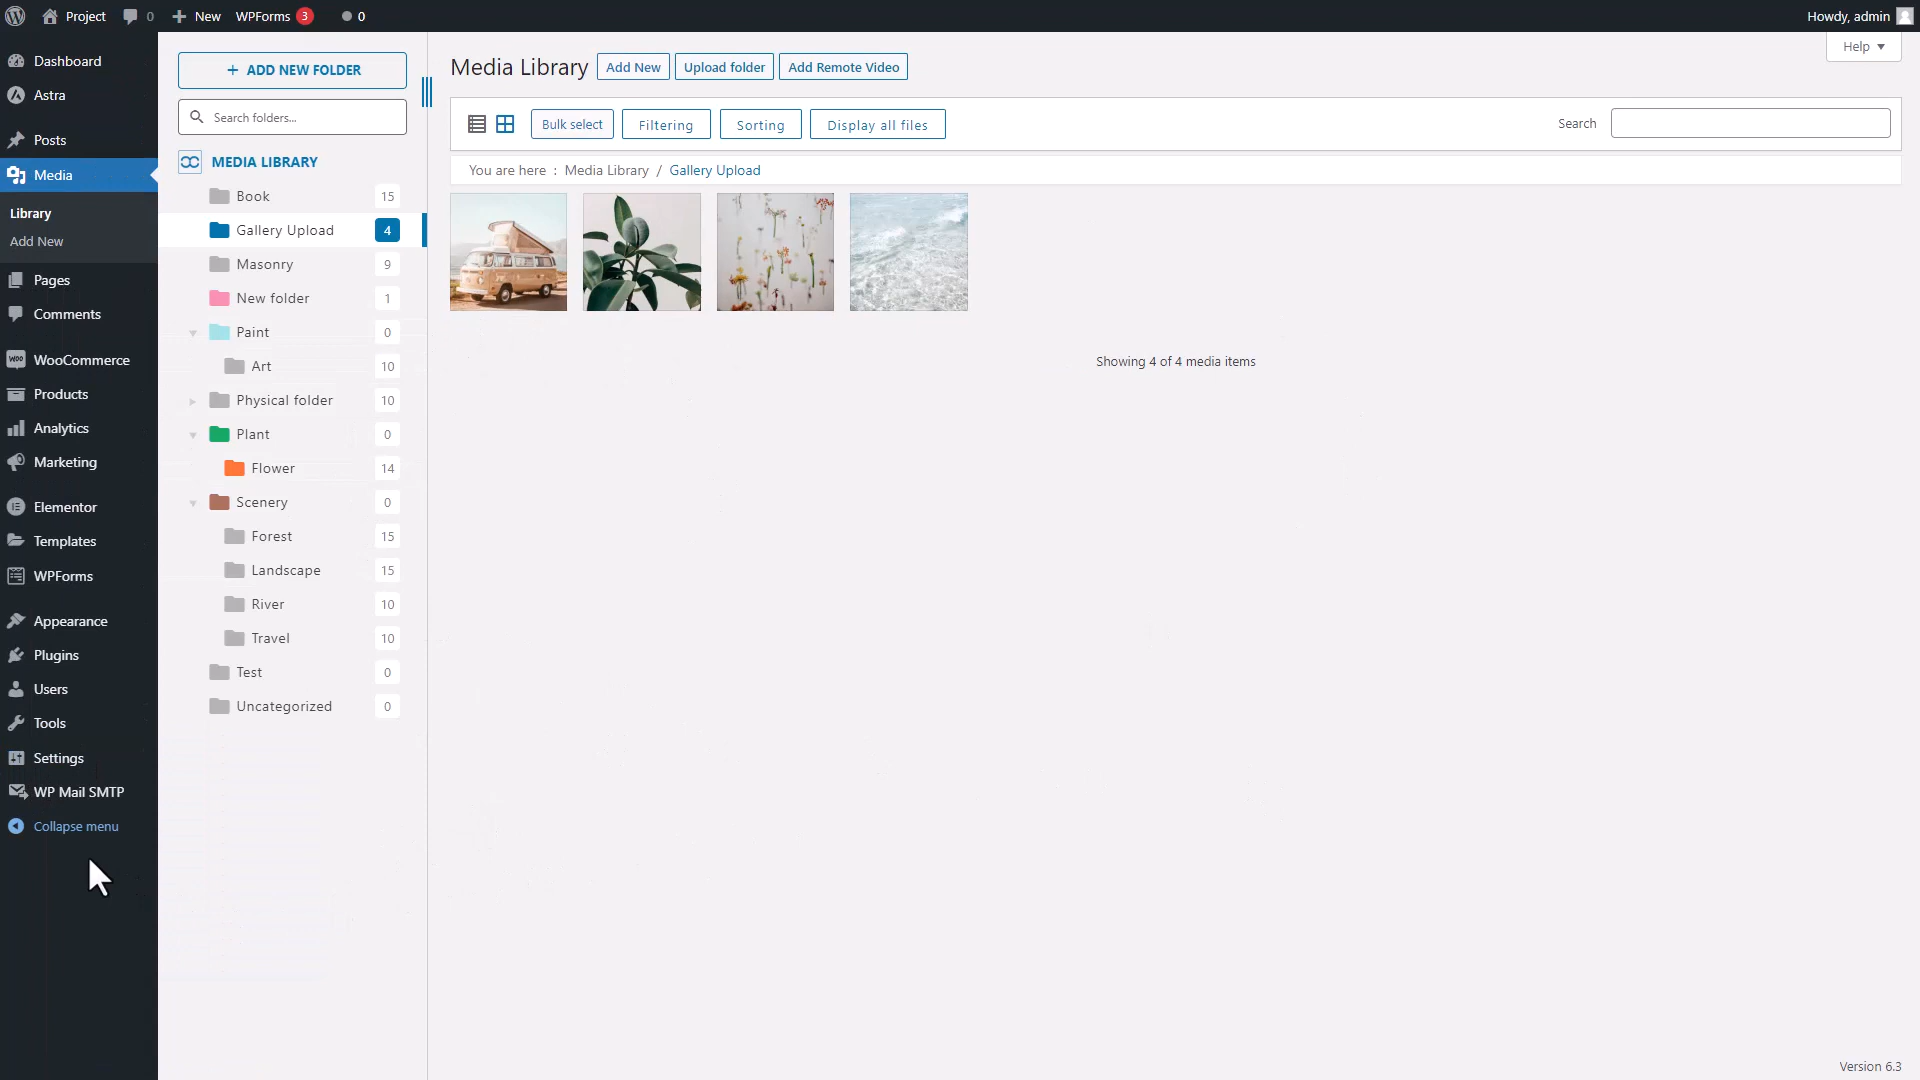 Project
0
New
WPForms 3
0
Howdy, admin
Dashboard
Astra
Posts
Media
Library
Add New
Pages
Comments
WooCommerce
Products
Analytics
Marketing
Elementor
Templates
WPForms
Appearance
Plugins
Users
Tools
Settings
WP Mail SMTP
Collapse menu
+ ADD NEW FOLDER
Search folders...
MEDIA LIBRARY
Book 15
Gallery Upload 4
Masonry 9
New folder 1
Paint 0
Art 10
Physical folder 10
Plant 0
Flower 14
Scenery 0
Forest 15
Landscape 15
River 10
Travel 10
Test 0
Uncategorized 0
Help
Media Library Add New Upload folder Add Remote Video
Bulk select Filtering Sorting Display all files Search
You are here : Media Library / Gallery Upload
Showing 4 of 4 media items
Version 6.3